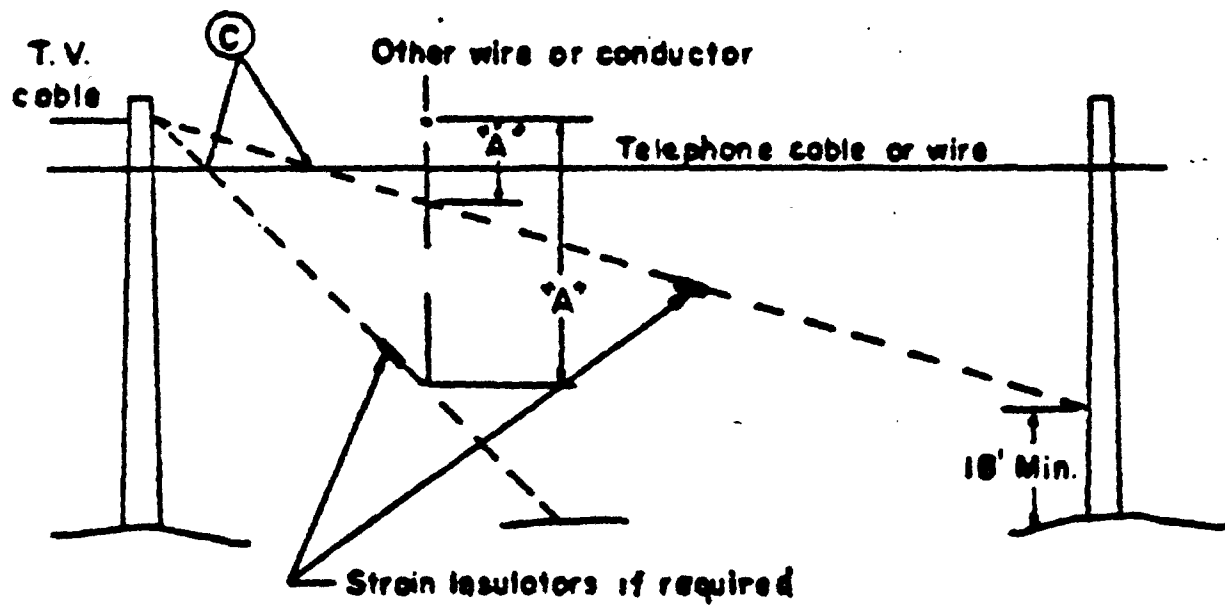 C
T. V.
cable
Other wire or conductor
"A"
Telephone cable or wire
"A"
18' Min.
Strain insulators if required